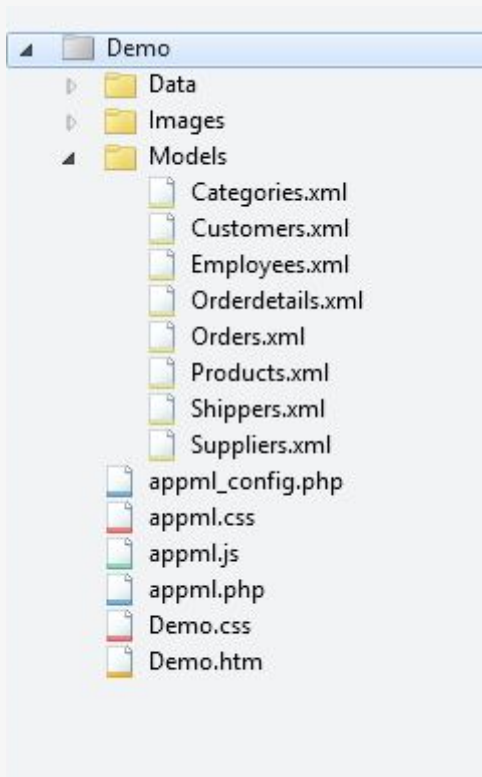 Demo
Data
Images
Models
Categories.xml
Customers.xml
Employees.xml
Orderdetails.xml
Orders.xml
Products.xml
Shippers.xml
Suppliers.xml
appml_config.php
appml.css
appml.js
appml.php
Demo.css
Demo.htm